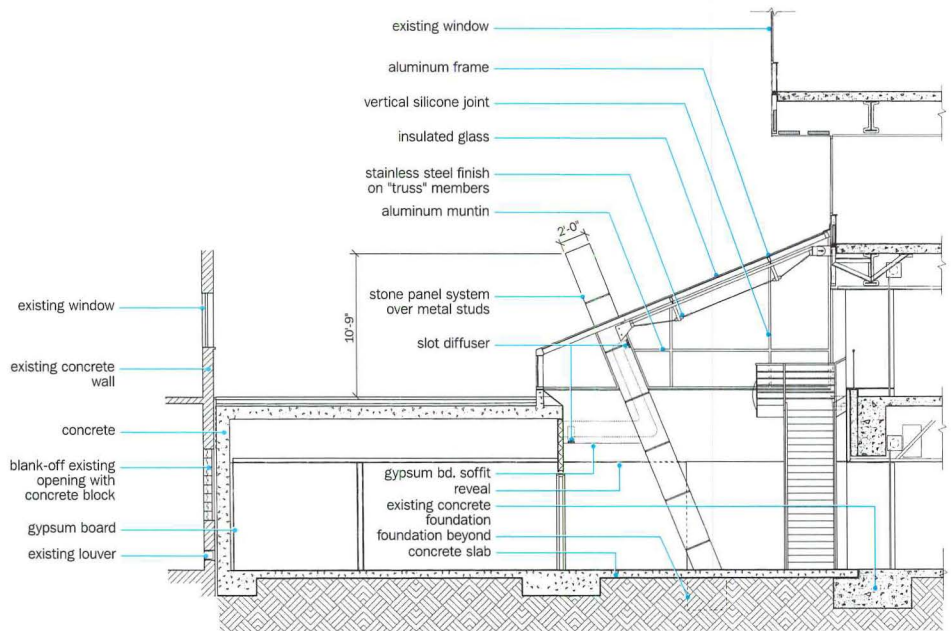 existing window
aluminum frame
vertical silicone joint
insulated glass
stainless steel finish
on "truss" members
aluminum muntin
2'-0"
stone panel system
over metal studs
10'-9"
slot diffuser
existing window
existing concrete
wall
concrete
blank-off existing
opening with
concrete block
gypsum board
existing louver
gypsum bd. soffit
reveal
existing concrete
foundation
foundation beyond
concrete slab